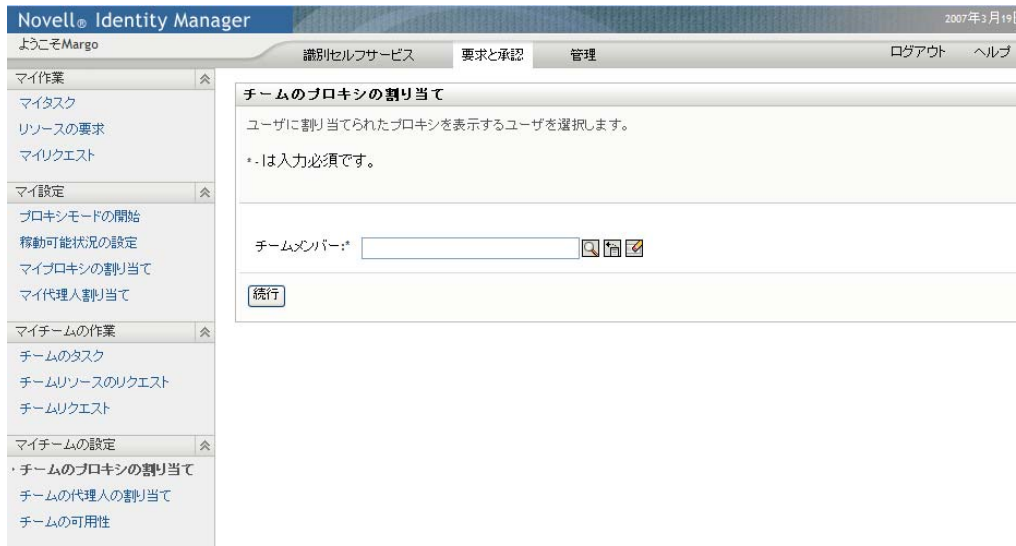 Novell® Identity Manager
2007年3月19
ようこそMargo
識別セルフサービス
要求と承認
管理
ログアウト
ヘルプ
マイ作業
マイタスク
リソースの要求
マイリクエスト
マイ設定
プロキシモードの開始
稼動可能状況の設定
マイプロキシの割り当て
マイ代理人割り当て
マイチームの作業
チームのタスク
チームリソースのリクエスト
チームリクエスト
マイチームの設定
・チームのプロキシの割り当て
チームの代理人の割り当て
チームの可用性
チームのプロキシの割り当て
ユーザに割り当てられたプロキシを表示するユーザを選択します。
*-は入力必須です。
チームメンバー:*
続行